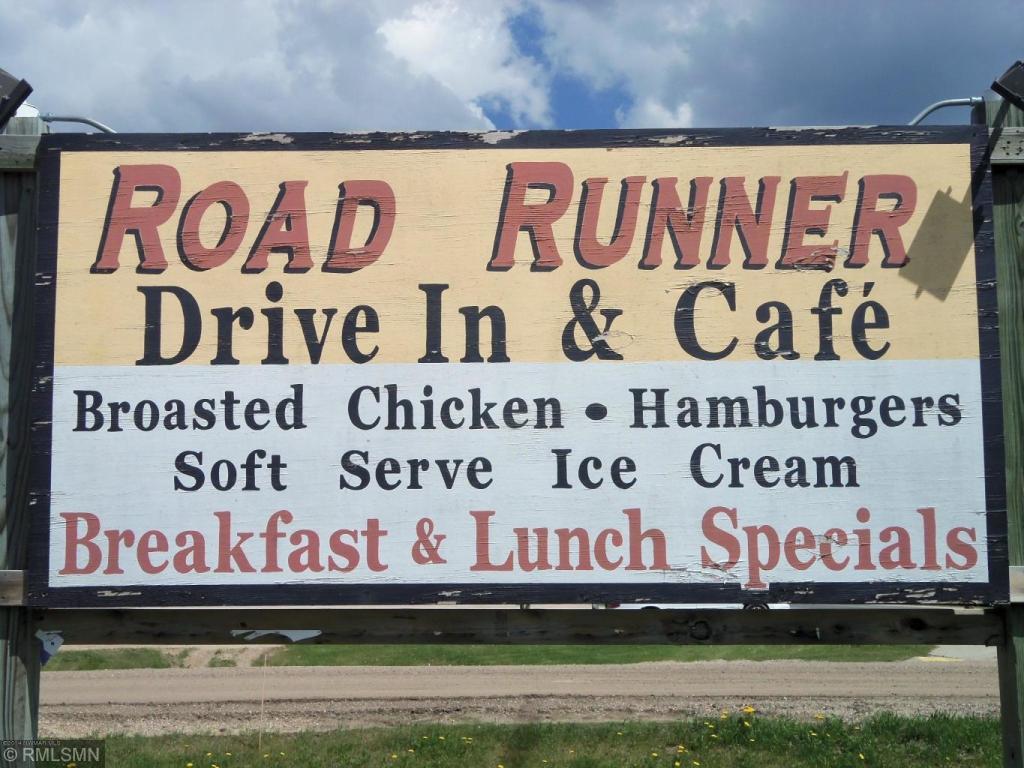 ROAD RUNNER
Drive In & Café
Broasted Chicken • Hamburgers
Soft Serve Ice Cream
Breakfast & Lunch Specials
© RMLSMN